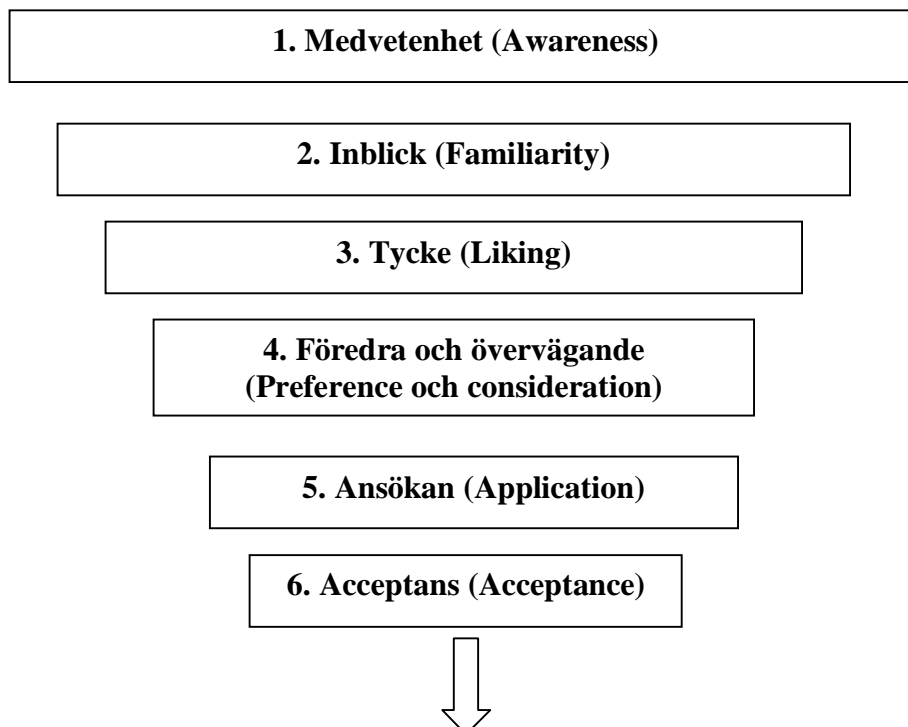 1. Medvetenhet (Awareness)
2. Inblick (Familiarity)
3. Tycke (Liking)
4. Föredra och övervägande
(Preference och consideration)
5. Ansökan (Application)
6. Acceptans (Acceptance)